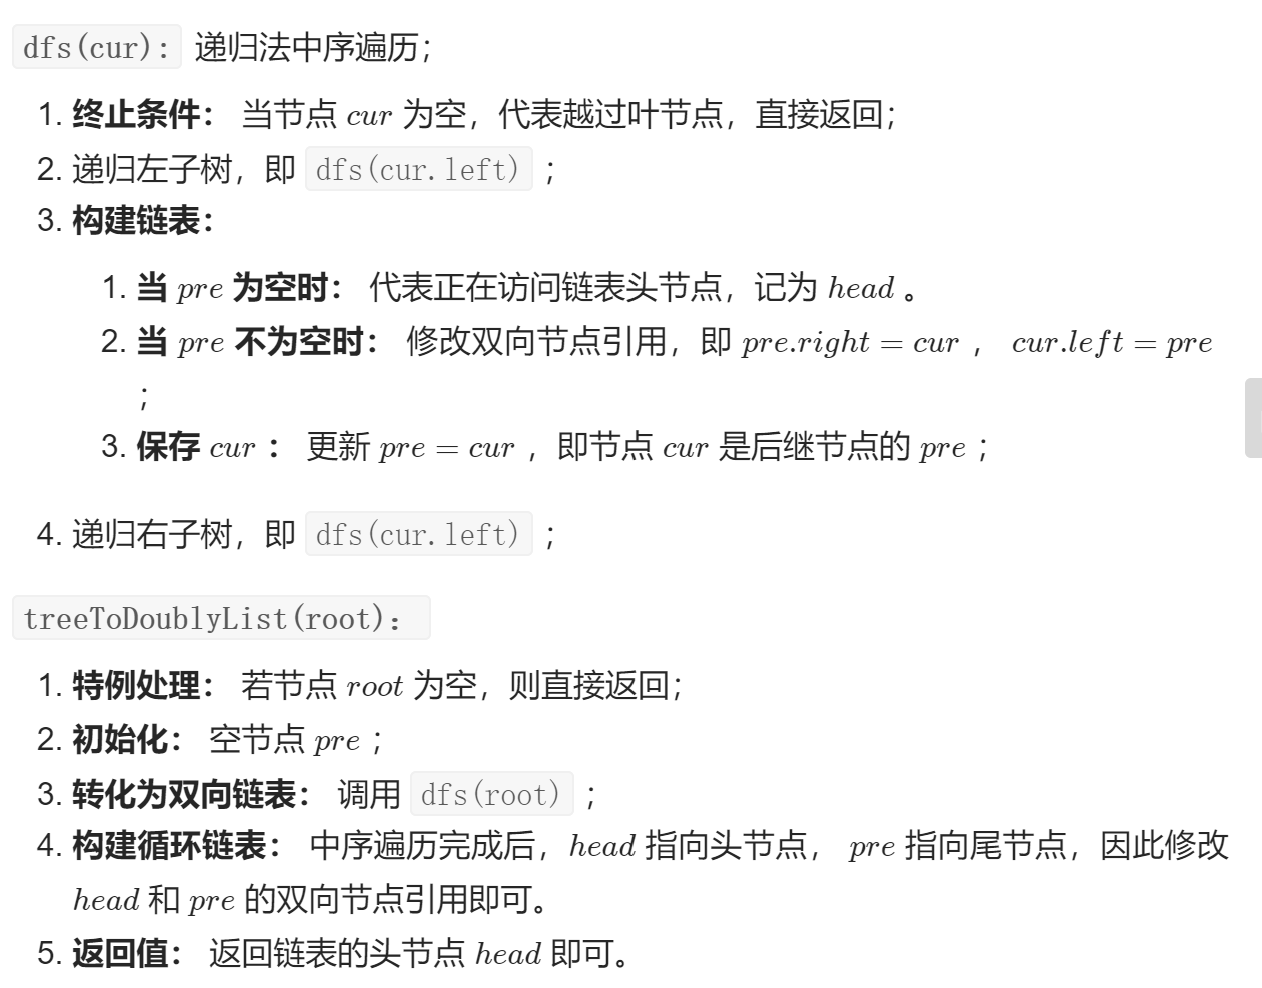 dfs(cur): 递归法中序遍历；
1. 终止条件： 当节点 cur 为空，代表越过叶节点，直接返回；
2. 递归左子树，即 dfs(cur.left) ；
3. 构建链表：
1. 当 pre 为空时： 代表正在访问链表头节点，记为 head 。
2. 当 pre 不为空时： 修改双向节点引用，即 pre.right = cur ， cur.left = pre
；
3. 保存 cur ： 更新 pre = cur ，即节点 cur 是后继节点的 pre ；
4. 递归右子树，即 dfs(cur.left) ；
treeToDoublyList(root)：
1. 特例处理： 若节点 root 为空，则直接返回；
2. 初始化： 空节点 pre ；
3. 转化为双向链表： 调用 dfs(root) ；
4. 构建循环链表： 中序遍历完成后，head 指向头节点， pre 指向尾节点，因此修改
head 和 pre 的双向节点引用即可。
5. 返回值： 返回链表的头节点 head 即可。